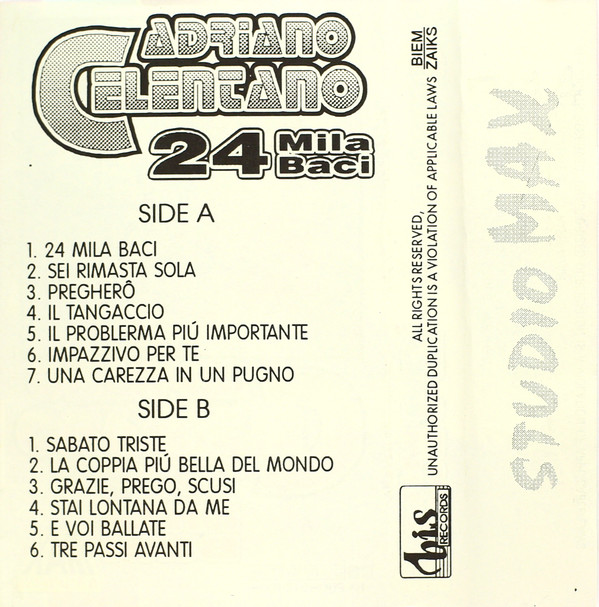 ADRIANO
CELENTANO
24 Mila
Baci
SIDE A
1. 24 MILA BACI
2. SEI RIMASTA SOLA
3. PREGHERÔ
4. IL TANGACCIO
5. IL PROBLERMA PIÚ IMPORTANTE
6. IMPAZZIVO PER TE
7. UNA CAREZZA IN UN PUGNO
SIDE B
1. SABATO TRISTE
2. LA COPPIA PIÚ BELLA DEL MONDO
3. GRAZIE, PREGO, SCUSI
4. STAI LONTANA DA ME
5. E VOI BALLATE
6. TRE PASSI AVANTI
ALL RIGHTS RESERVED,
UNAUTHORIZED DUPLICATION IS A VIOLATION OF APPLICABLE LAWS
BIEM
ZAIKS
RECORDS
STUDIO MAX